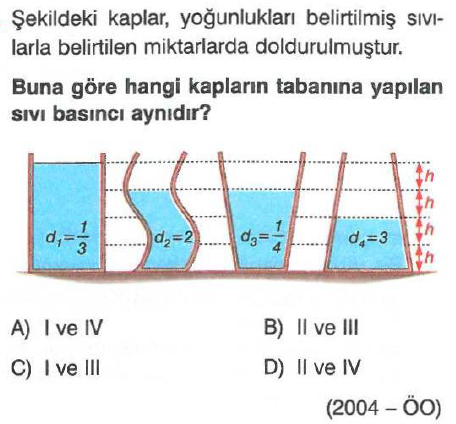 Şekildeki kaplar, yoğunlukları belirtilmiş sıvı-
larla belirtilen miktarlarda doldurulmuştur.
Buna göre hangi kapların tabanına yapılan
sıvı basıncı aynıdır?
h
h
h
h
d₁=1/3
d₂=2
d₃=1/4
d₄=3
A) I ve IV
B) II ve III
C) I ve III
D) II ve IV
(2004 – ÖO)